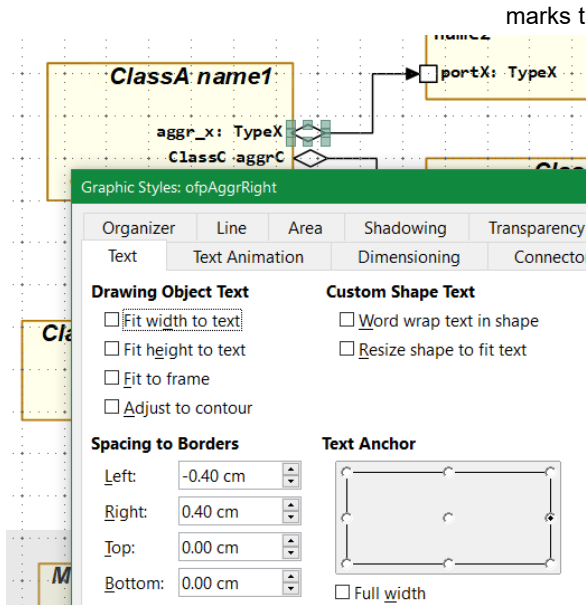 marks t
name2
ClassA name1
portX: TypeX
aggr_x: TypeX
ClassC aggrC
Graphic Styles: ofpAggrRight
Organizer Line Area Shadowing Transparency
Text Text Animation Dimensioning Connecto
Drawing Object Text Custom Shape Text
Fit width to text Word wrap text in shape
Fit height to text Resize shape to fit text
Fit to frame
Adjust to contour
Cla
Spacing to Borders Text Anchor
Left: -0.40 cm
Right: 0.40 cm
Top: 0.00 cm
Bottom: 0.00 cm
Full width
M